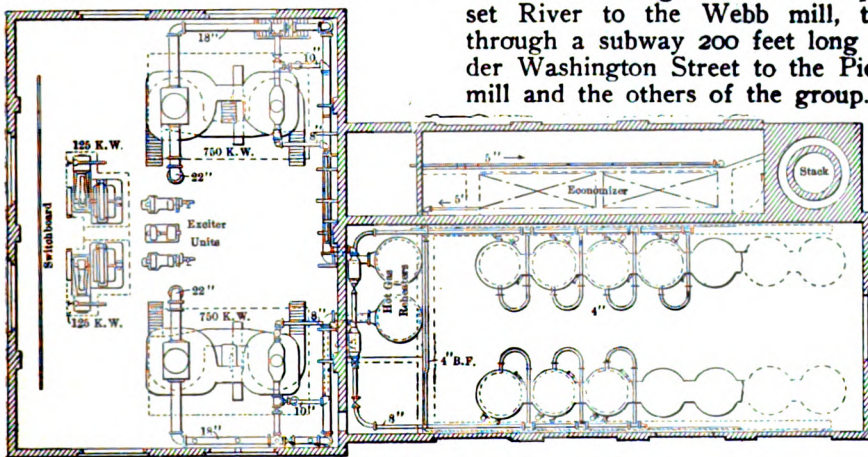 set River to the Webb mill, t
through a subway 200 feet long
der Washington Street to the Pi
mill and the others of the group.
18"
10"
8"
750 K.W.
22"
125 K.W.
Switchboard
Exciter
Units
125 K.W.
22"
750 K.W.
8"
10"
18"
5"
5"
Economizer
Stack
Hot Gas
Reheaters
4"
4" B.F.
8"